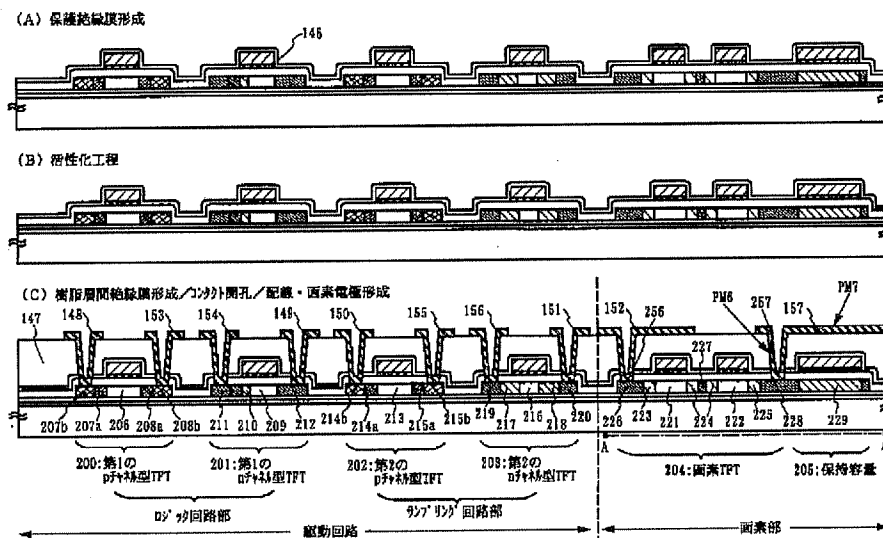 (A) 保護絶縁膜形成
146
(B) 活性化工程
(C) 樹脂層間絶縁膜形成/コンタクト開孔/配線・画素電極形成
147 148 153 154 149 150 155 156 151 152 256 PM6 257 157 PM7
227
207b 207a 206 208a 208b 211 210 209 212 214b 214a 213 215a 215b 219 217 216 218 220 226 223 221 224 222 225 228 229
A A
200:第1のpチャネル型TFT
201:第1のnチャネル型TFT
202:第2のpチャネル型TFT
203:第2のnチャネル型TFT
204:画素TFT
205:保持容量
ロジック回路部
サンプリング回路部
駆動回路
画素部